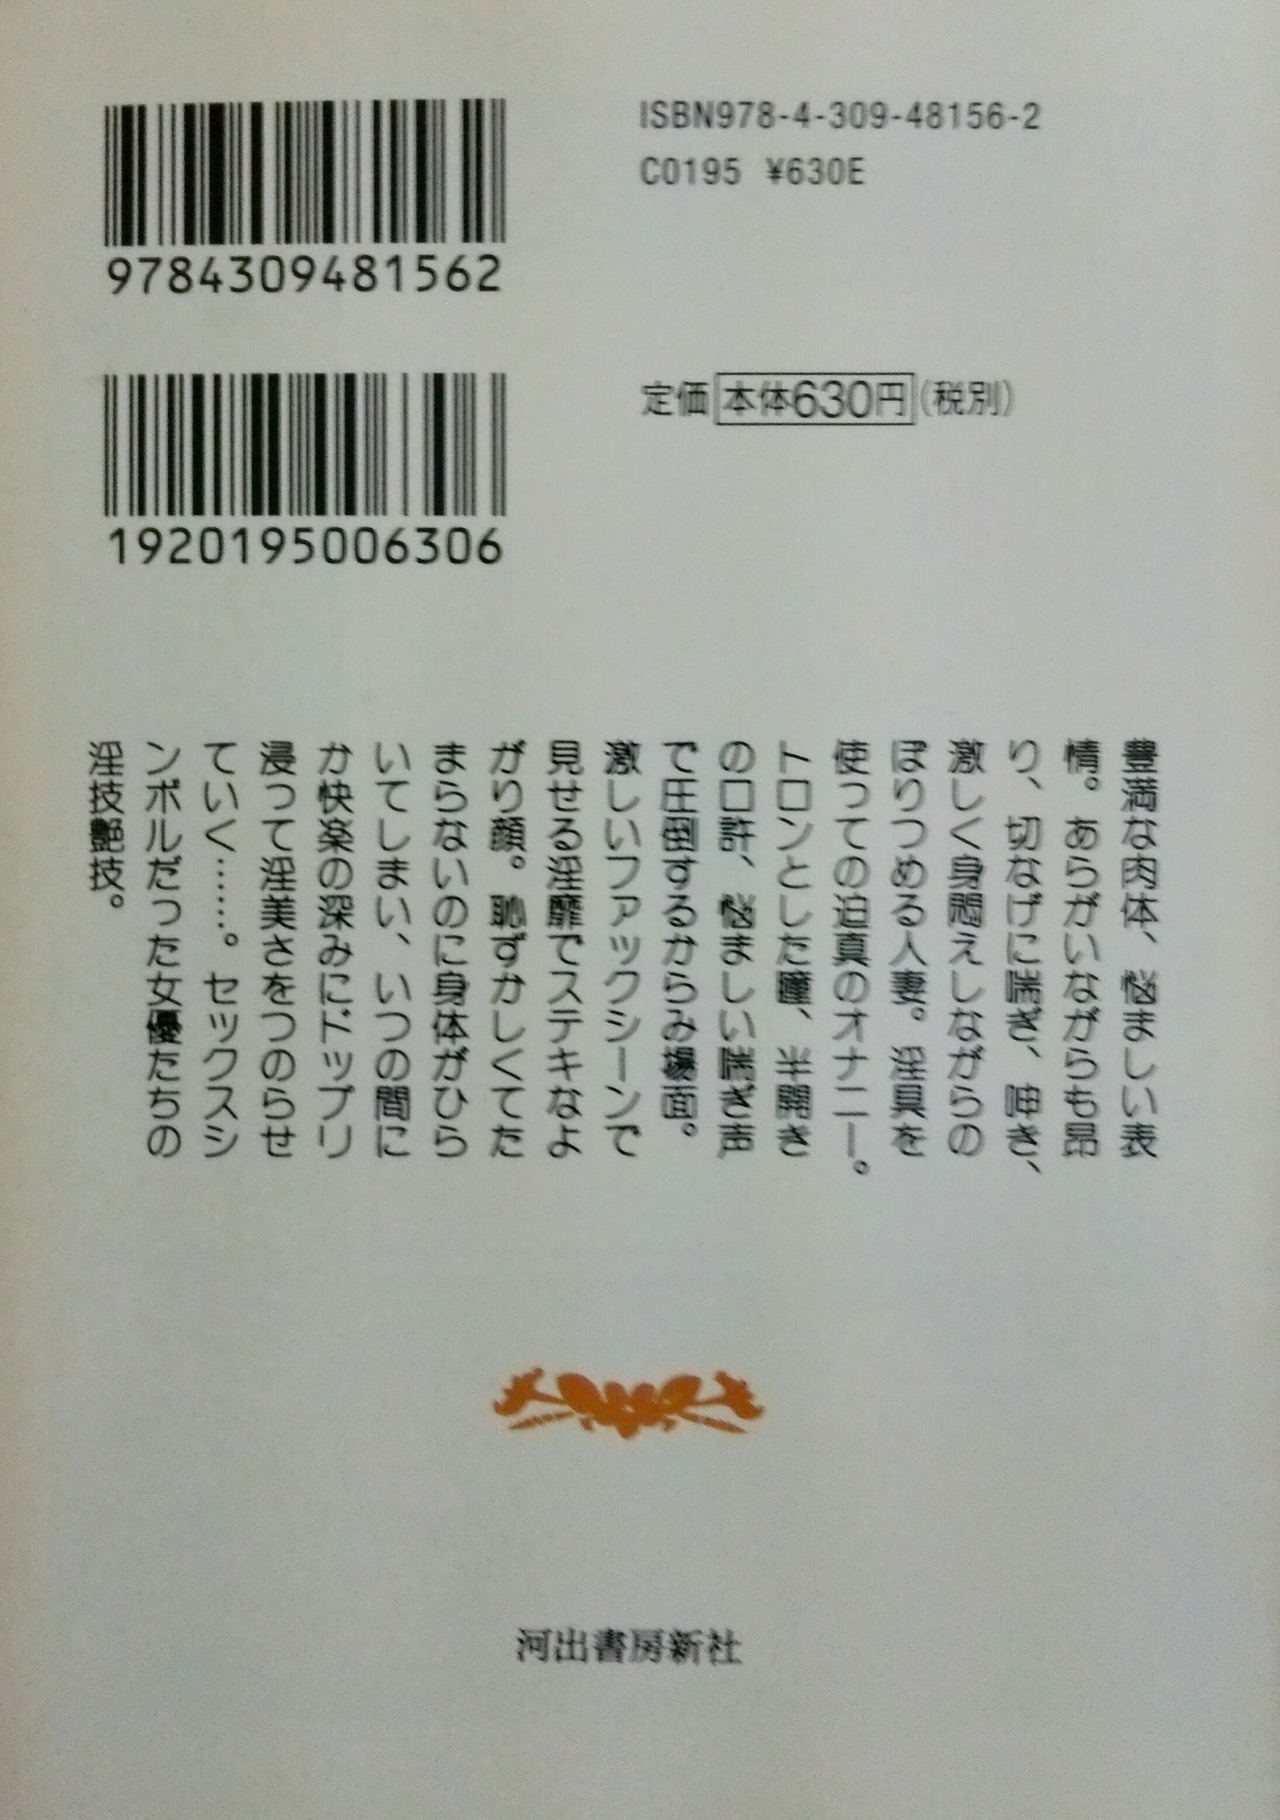 ISBN978-4-309-48156-2
C0195 ¥630E
9784309481562
定価 本体630円(税別)
1920195006306
豊満な肉体、悩ましい表
情。あらがいながらも昂
り、切なげに喘ぎ、呻き、
激しく身悶えしながらの
ぼりつめる人妻。淫具を
使っての迫真のオナニー。
トロンとした瞳、半開き
の口許、悩ましい喘ぎ声
で圧倒するからみ場面。
激しいファックシーンで
見せる淫靡でステキなよ
がり顔。恥ずかしくてた
まらないのに身体がひら
いてしまい、いつの間に
か快楽の深みにドップリ
浸って淫美さをつのらせ
ていく……。セックスシ
ンボルだった女優たちの
淫技艶技。
河出書房新社